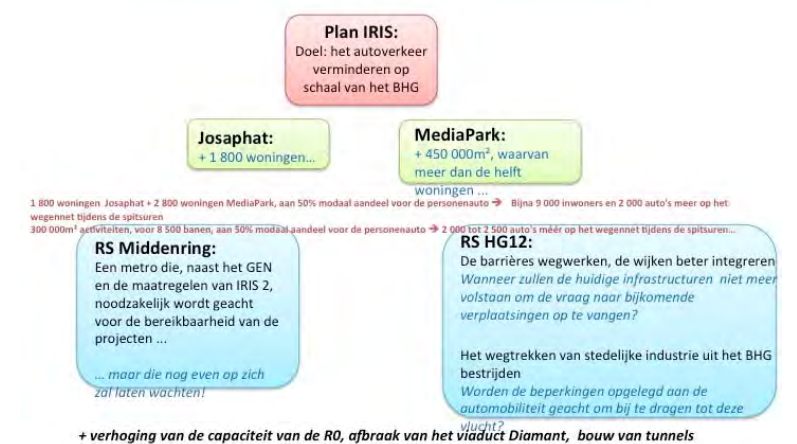 Plan IRIS:
Doel: het autoverkeer
verminderen op
schaal van het BHG
Josaphat:
+ 1 800 woningen...
MediaPark:
+ 450 000m², waarvan
meer dan de helft
woningen ...
1 800 woningen Josaphat + 2 800 woningen MediaPark, aan 50% modaal aandeel voor de personenauto ➔ Bijna 9 000 inwoners en 2 000 auto's meer op het
wegennet tijdens de spitsuren
300 000m² activiteiten, voor 8 500 banen, aan 50% modaal aandeel voor de personenauto ➔ 2 000 tot 2 500 auto's méér op het wegennet tijdens de spitsuren...
RS Middenring:
Een metro die, naast het GEN
en de maatregelen van IRIS 2,
noodzakelijk wordt geacht
voor de bereikbaarheid van de
projecten ...
... maar die nog even op zich
zal laten wachten!
RS HG12:
De barrières wegwerken, de wijken beter integreren
Wanneer zullen de huidige infrastructuren niet meer
volstaan om de vraag naar bijkomende
verplaatsingen op te vangen?
Het wegtrekken van stedelijke industrie uit het BHG
bestrijden
Worden de beperkingen opgelegd aan de
automobiliteit geacht om bij te dragen tot deze
vlucht?
+ verhoging van de capaciteit van de R0, afbraak van het viaduct Diamant, bouw van tunnels